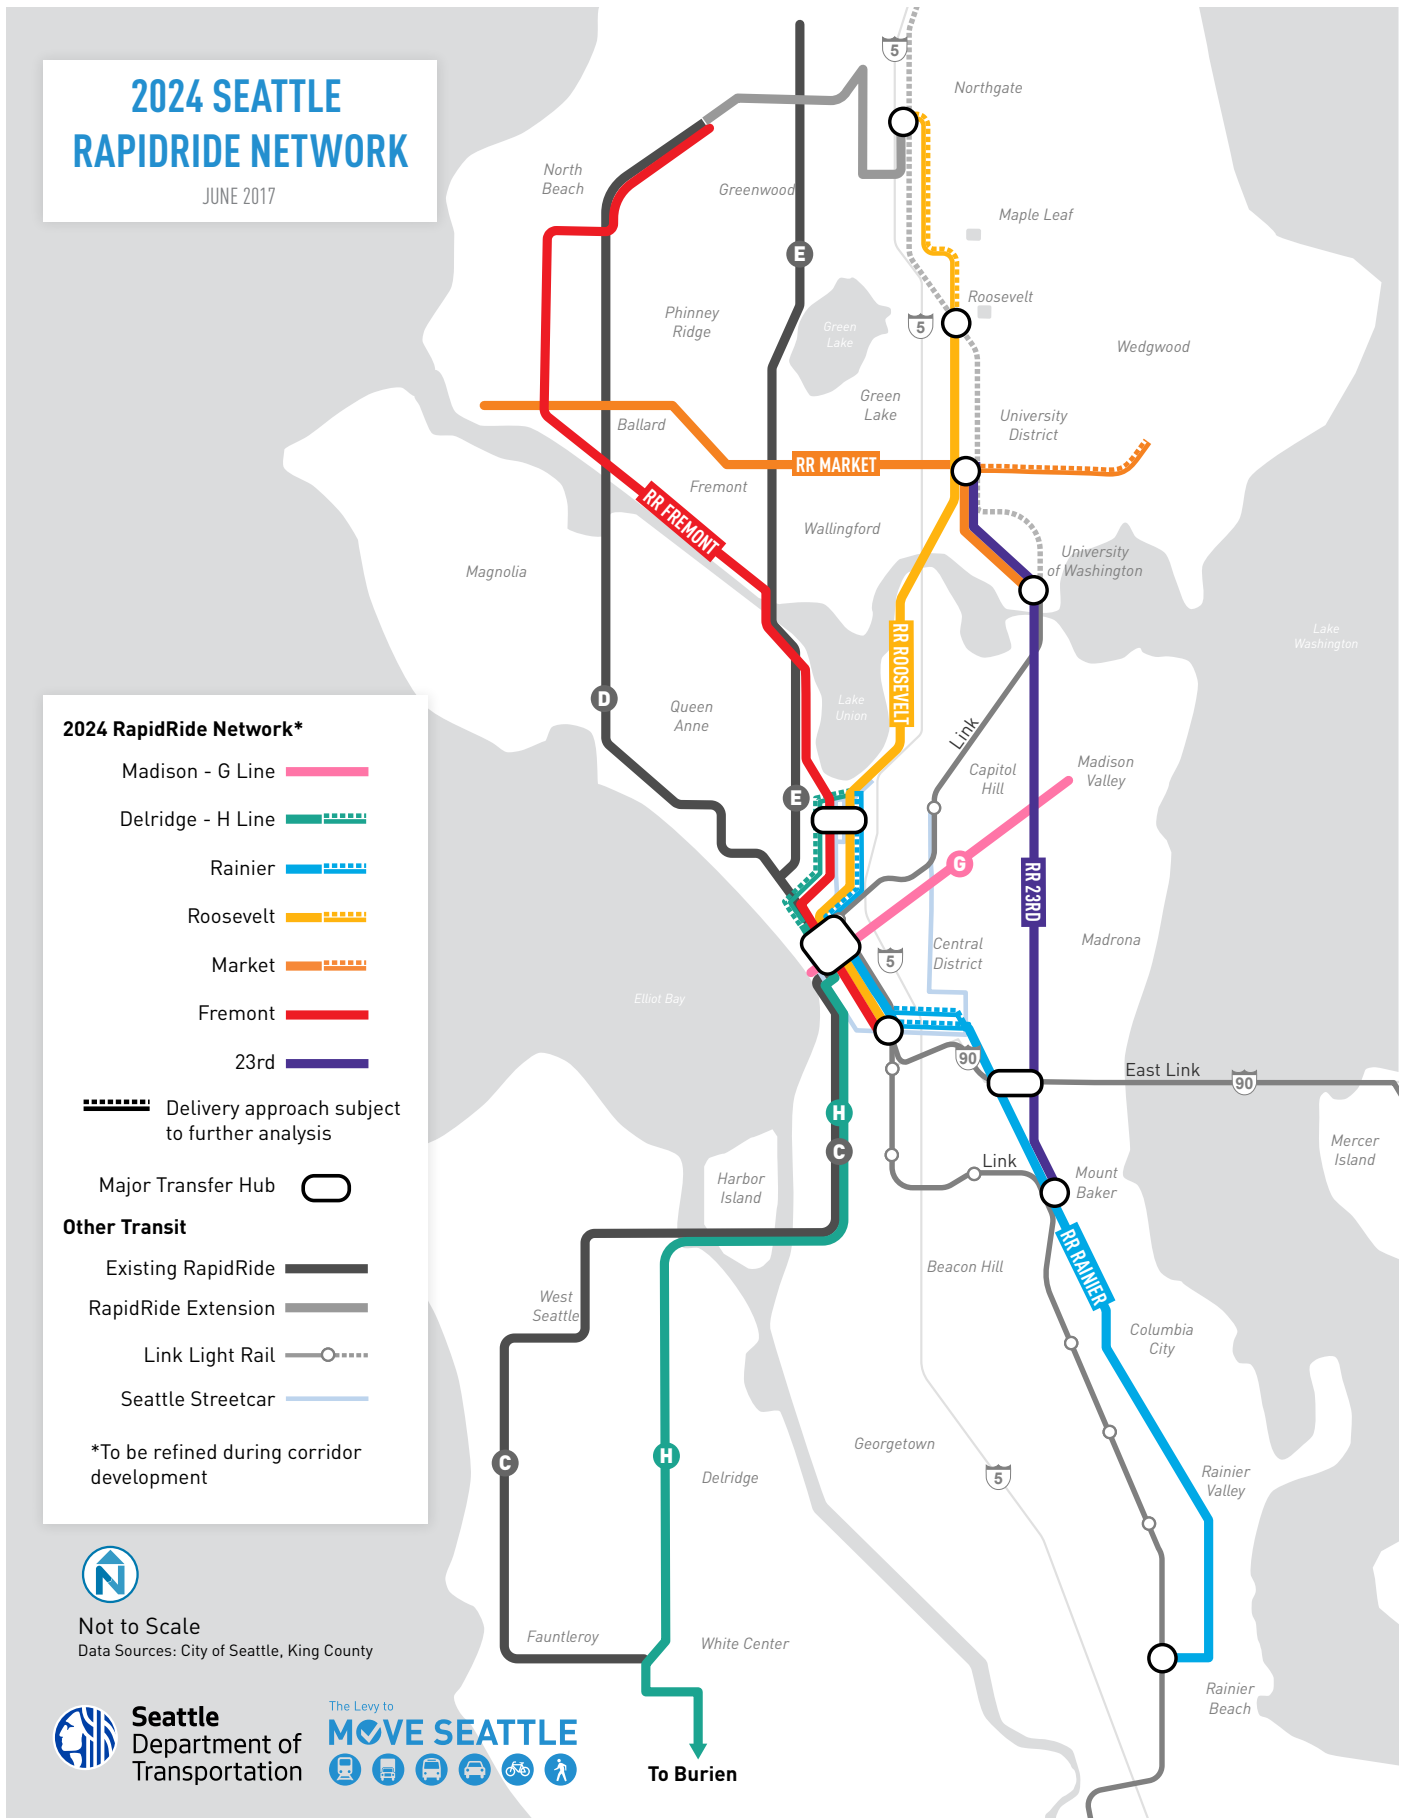 2024 SEATTLE
RAPIDRIDE NETWORK
JUNE 2017
5
Northgate
North
Beach
Greenwood
Maple Leaf
E
Roosevelt
Phinney
Ridge
Green
Lake
5
Wedgwood
Green
Lake
University
District
Ballard
RR MARKET
Fremont
RR FREMONT
Wallingford
Magnolia
University
of Washington
Lake
Washington
RR ROOSEVELT
D
Queen
Anne
Lake
Union
Link
Capitol
Hill
Madison
Valley
E
G
RR 23RD
Central
District
Madrona
5
Elliot Bay
90
East Link
90
H
C
Link
Mercer
Island
Mount
Baker
Harbor
Island
RR RAINIER
Beacon Hill
West
Seattle
Columbia
City
Georgetown
C
H
Delridge
5
Rainier
Valley
Fauntleroy
White Center
Rainier
Beach
To Burien
2024 RapidRide Network*
Madison - G Line
Delridge - H Line
Rainier
Roosevelt
Market
Fremont
23rd
Delivery approach subject
to further analysis
Major Transfer Hub
Other Transit
Existing RapidRide
RapidRide Extension
Link Light Rail
Seattle Streetcar
*To be refined during corridor
development
N
Not to Scale
Data Sources: City of Seattle, King County
Seattle
Department of
Transportation
The Levy to
MOVE SEATTLE